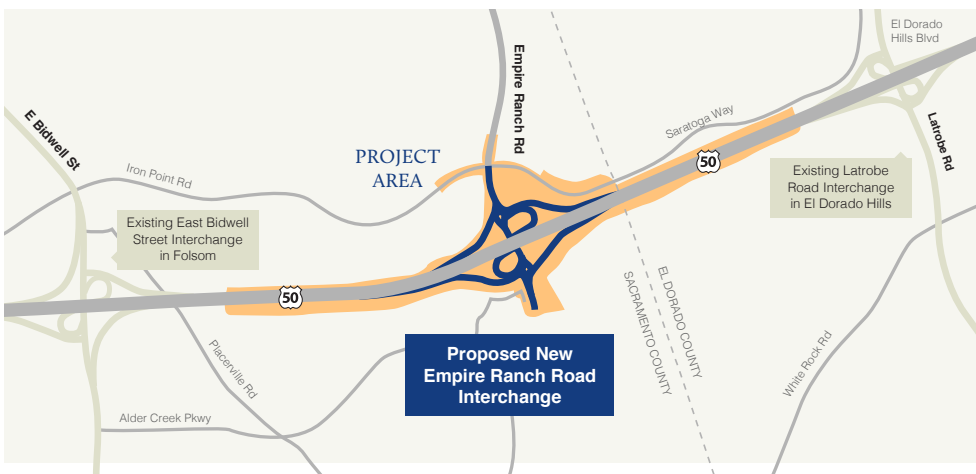 El Dorado
Hills Blvd
Empire Ranch Rd
E Bidwell St
Saratoga Way
Latrobe Rd
PROJECT
AREA
50
Iron Point Rd
Existing Latrobe
Road Interchange
in El Dorado Hills
Existing East Bidwell
Street Interchange
in Folsom
50
EL DORADO COUNTY
SACRAMENTO COUNTY
Proposed New
Empire Ranch Road
Interchange
Placerville Rd
White Rock Rd
Alder Creek Pkwy